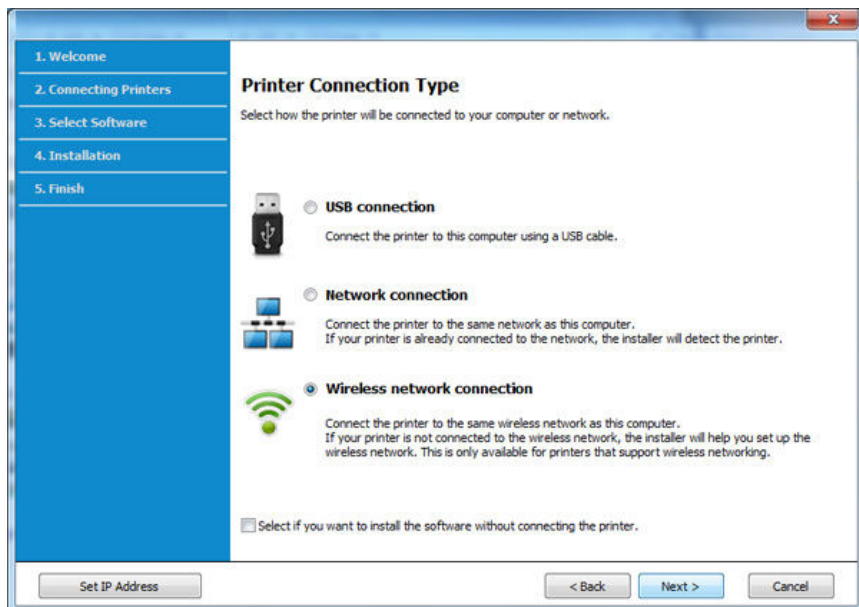 1. Welcome
2. Connecting Printers
3. Select Software
4. Installation
5. Finish
Printer Connection Type
Select how the printer will be connected to your computer or network.
USB connection
Connect the printer to this computer using a USB cable.
Network connection
Connect the printer to the same network as this computer.
If your printer is already connected to the network, the installer will detect the printer.
Wireless network connection
Connect the printer to the same wireless network as this computer.
If your printer is not connected to the wireless network, the installer will help you set up the
wireless network. This is only available for printers that support wireless networking.
Select if you want to install the software without connecting the printer.
Set IP Address
< Back
Next >
Cancel